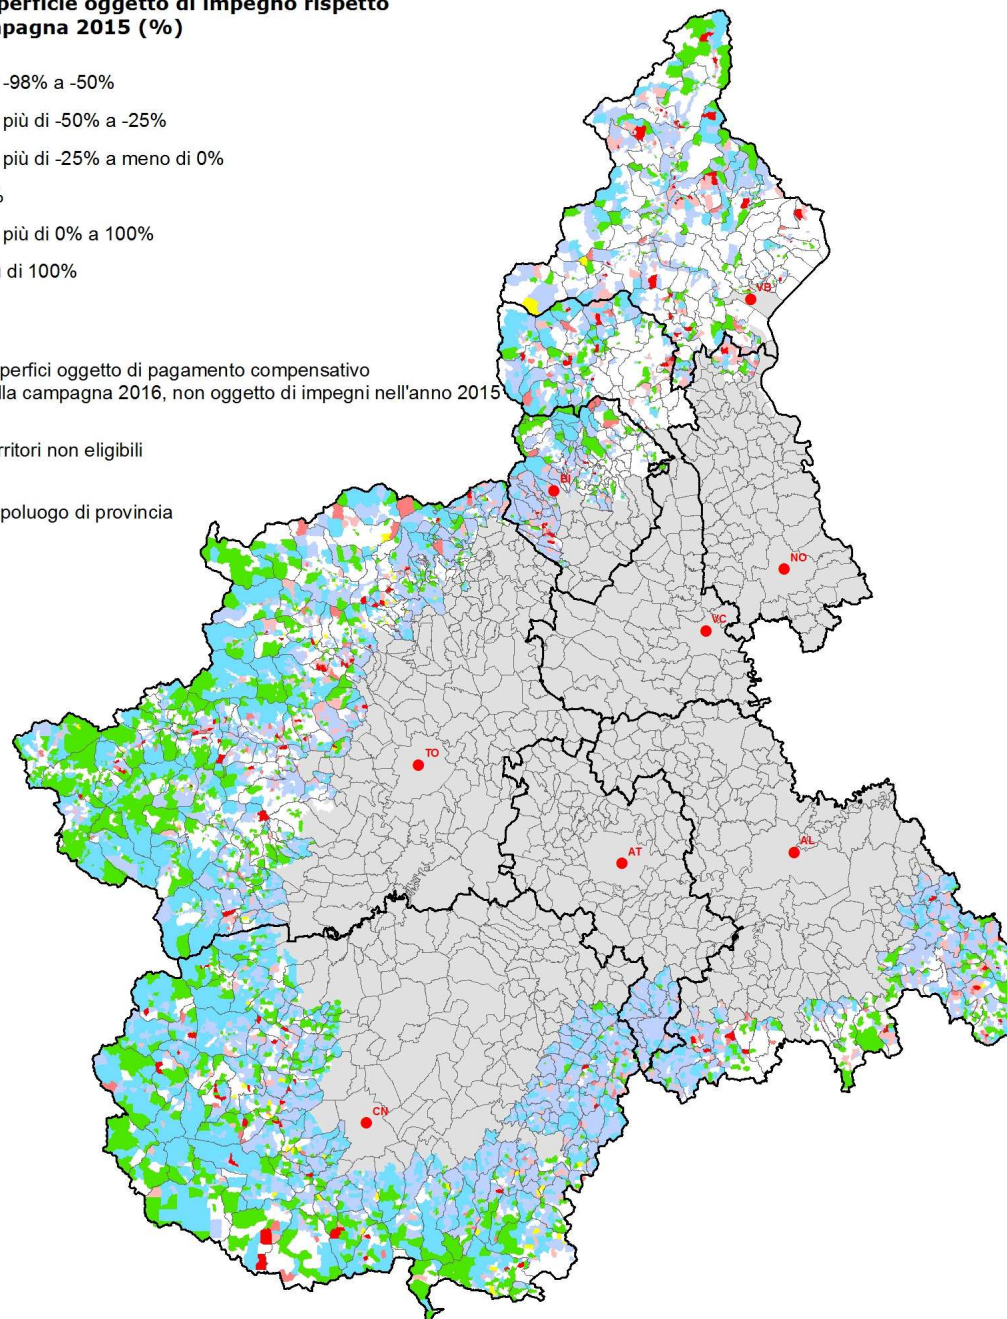 perficie oggetto di impegno rispetto
mpagna 2015 (%)
-98% a -50%
più di -50% a -25%
più di -25% a meno di 0%
%
più di 0% a 100%
ù di 100%
perfici oggetto di pagamento compensativo
lla campagna 2016, non oggetto di impegni nell'anno 2015
rritori non eligibili
poluogo di provincia
VB
BI
NO
VC
TO
AT
AL
CN